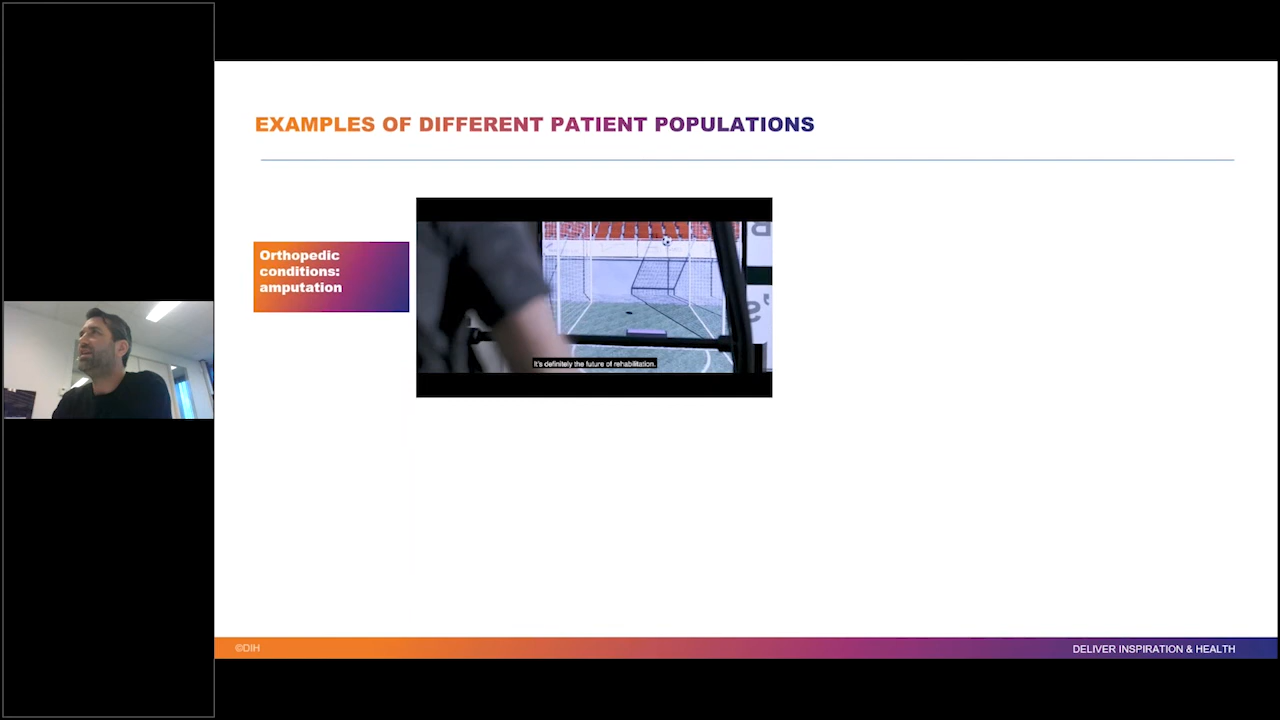 EXAMPLES OF DIFFERENT PATIENT POPULATIONS
Orthopedic
conditions:
amputation
It's definitely the future of rehabilitation.
©DIH
DELIVER INSPIRATION & HEALTH